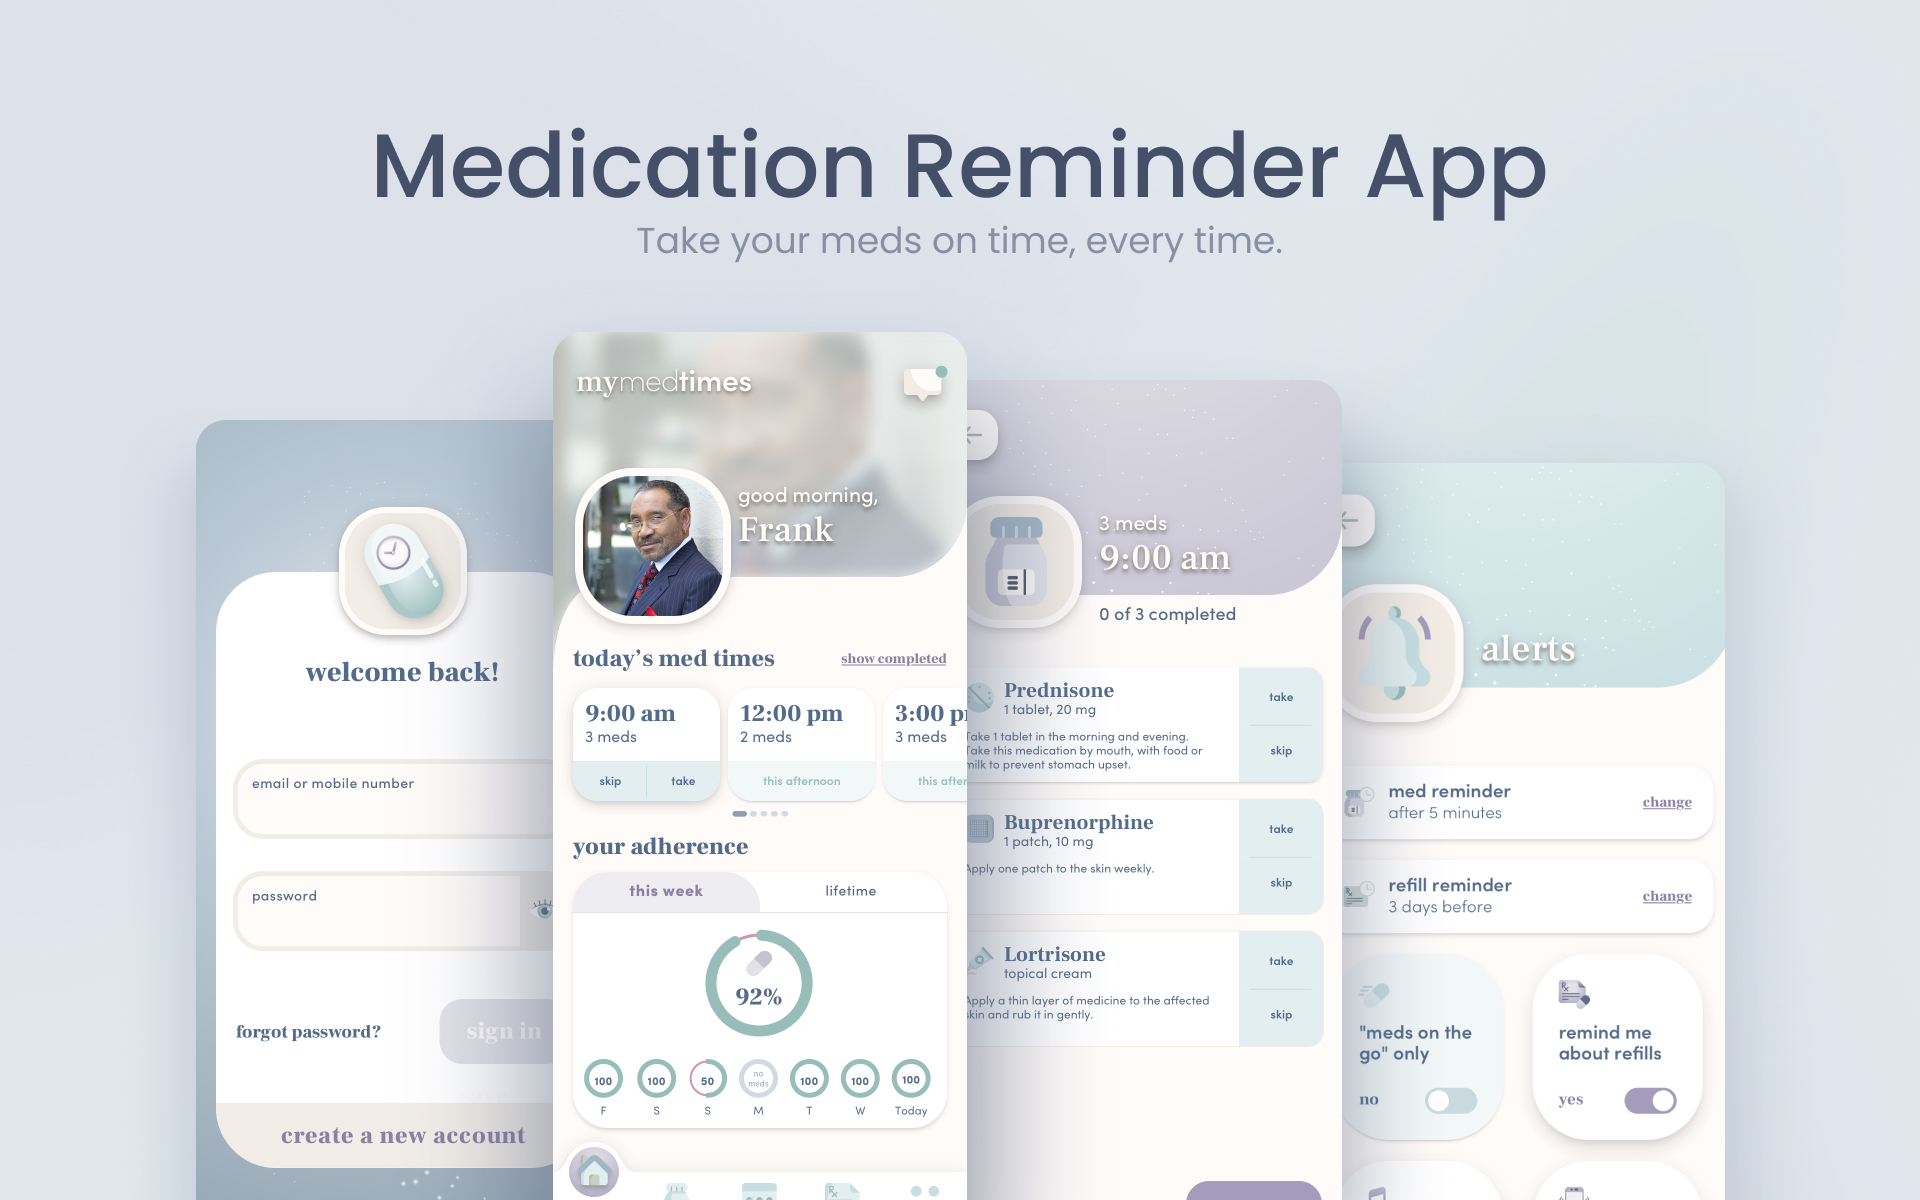 Medication Reminder App
Take your meds on time, every time.
welcome back!
email or mobile number
password
forgot password?
sign in
create a new account
mymedtimes
good morning,
Frank
today's med times
show completed
9:00 am
3 meds
skip
take
12:00 pm
2 meds
this afternoon
3:00
3 meds
this
your adherence
this week
lifetime
92%
100
100
50
no
meds
100
100
100
F
S
S
M
T
W
Today
3 meds
9:00 am
0 of 3 completed
Prednisone
1 tablet, 20 mg
Take 1 tablet in the morning and evening.
Take this medication by mouth, with food or
milk to prevent stomach upset.
take
skip
Buprenorphine
1 patch, 10 mg
Apply one patch to the skin weekly.
take
skip
Lortrisone
topical cream
Apply a thin layer of medicine to the affected
skin and rub it in gently.
take
skip
alerts
med reminder
after 5 minutes
change
refill reminder
3 days before
change
"meds on the
go" only
no
remind me
about refills
yes